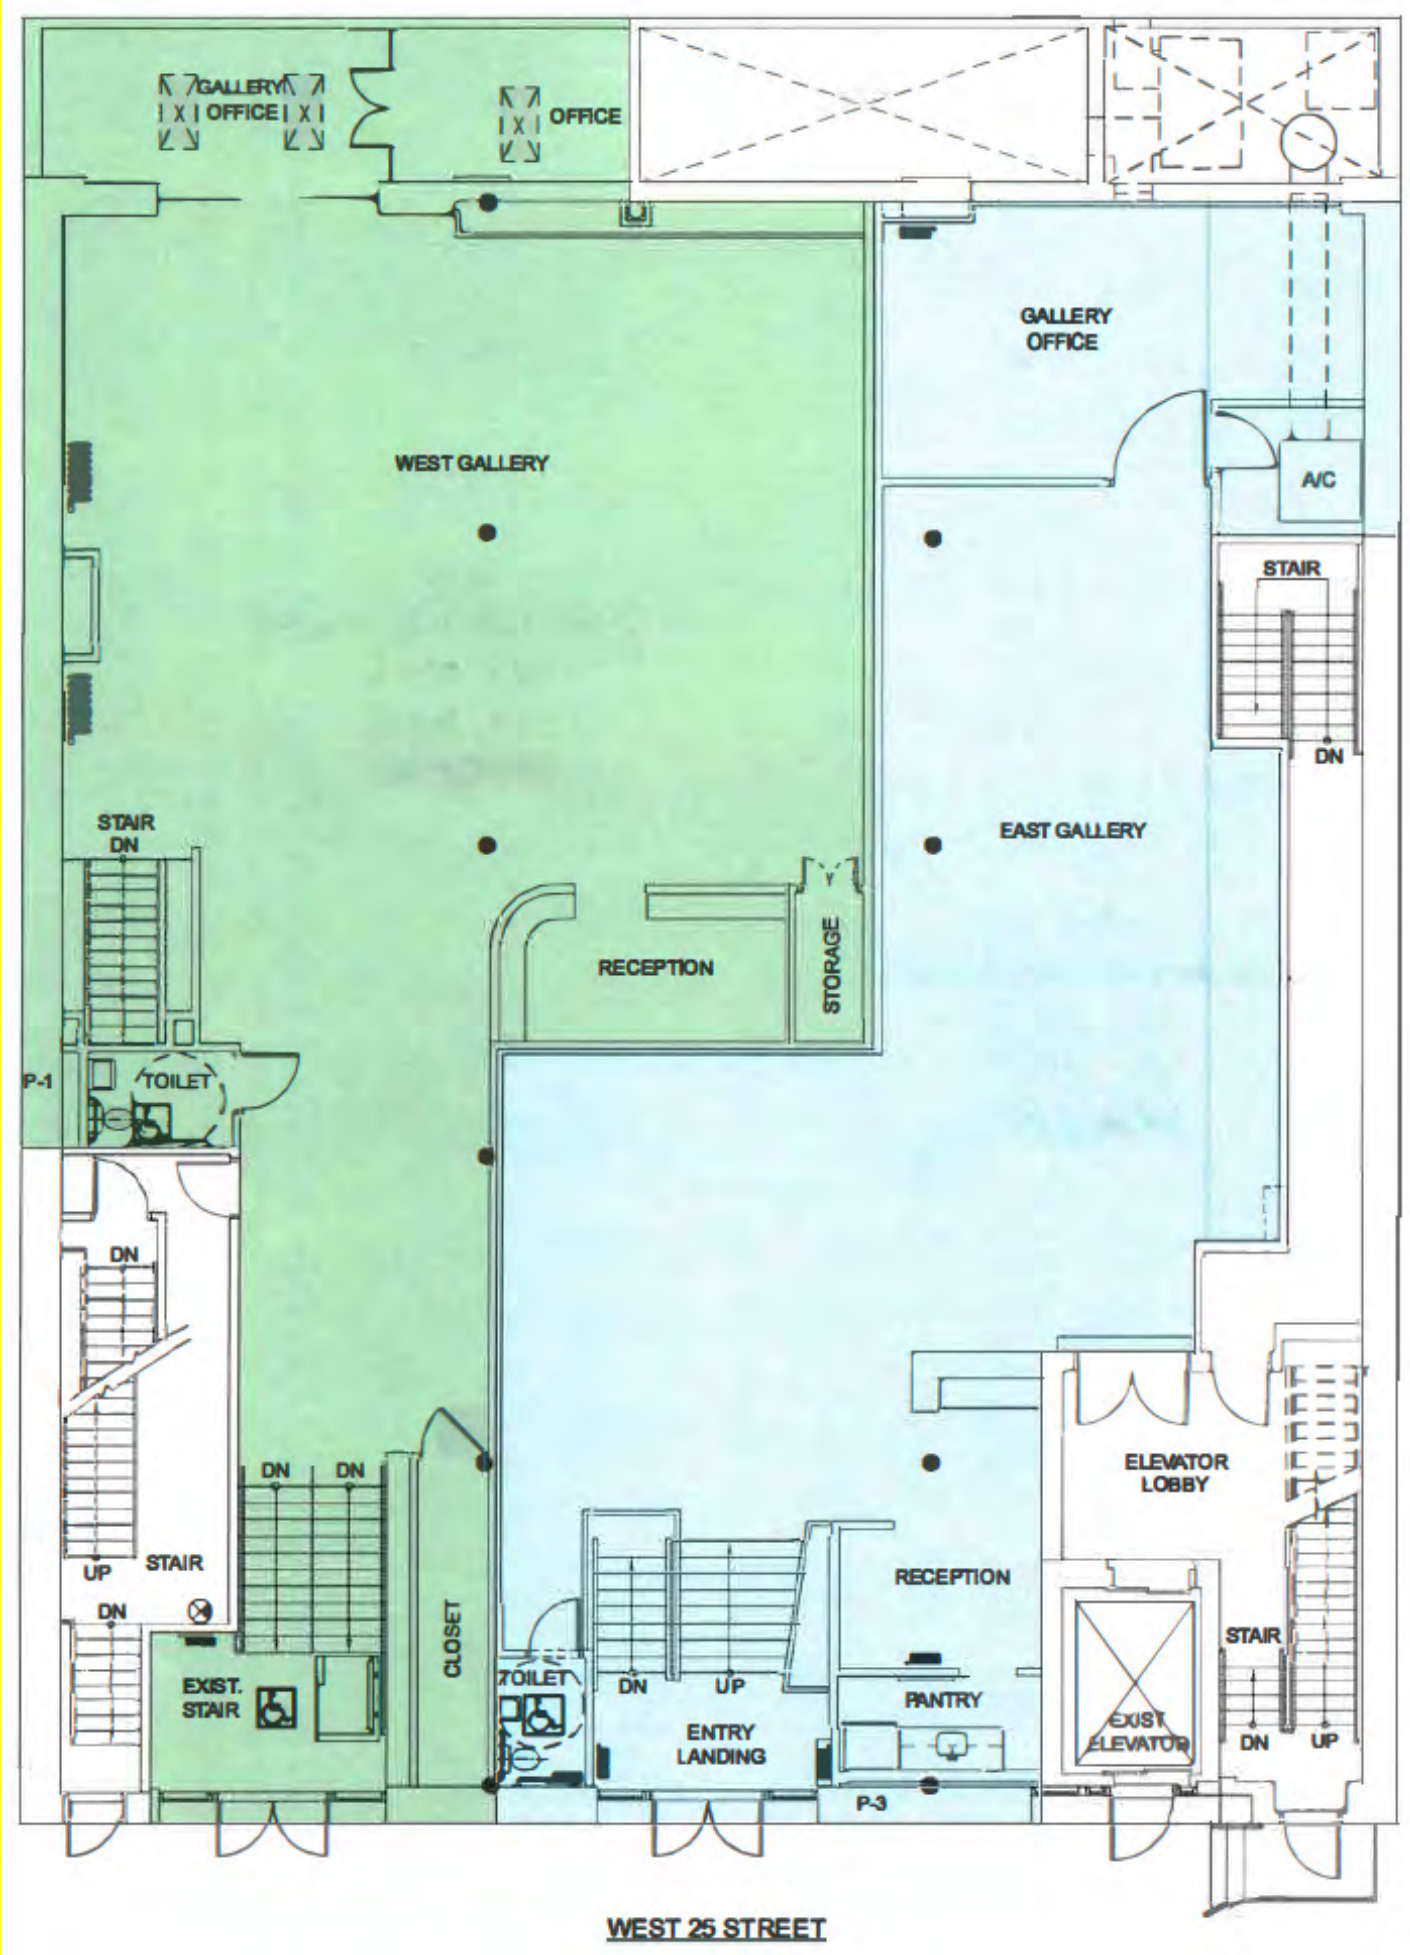 GALLERY
OFFICE
OFFICE
GALLERY
OFFICE
WEST GALLERY
A/C
STAIR
DN
STAIR
DN
EAST GALLERY
RECEPTION
STORAGE
P-1
TOILET
DN
ELEVATOR
LOBBY
DN
DN
UP
STAIR
RECEPTION
DN
CLOSET
STAIR
EXIST.
STAIR
TOILET
DN
UP
PANTRY
ENTRY
LANDING
EXIST
ELEVATOR
DN
UP
P-3
WEST 25 STREET